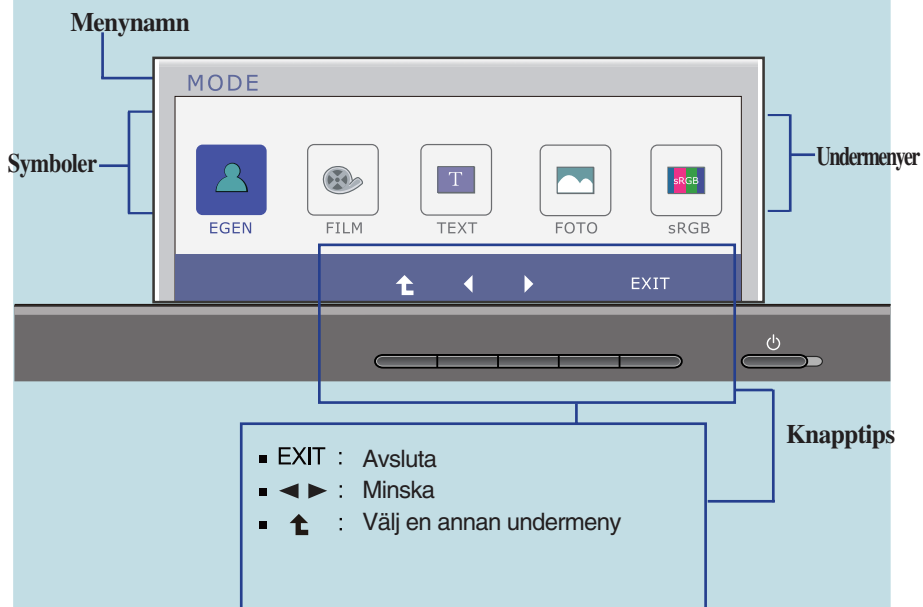 Menynamn
MODE
Symboler
Undermenyer
T
sRGB
EGEN
FILM
TEXT
FOTO
sRGB
EXIT
Knapptips
EXIT : Avsluta
◄ ► : Minska
: Välj en annan undermeny